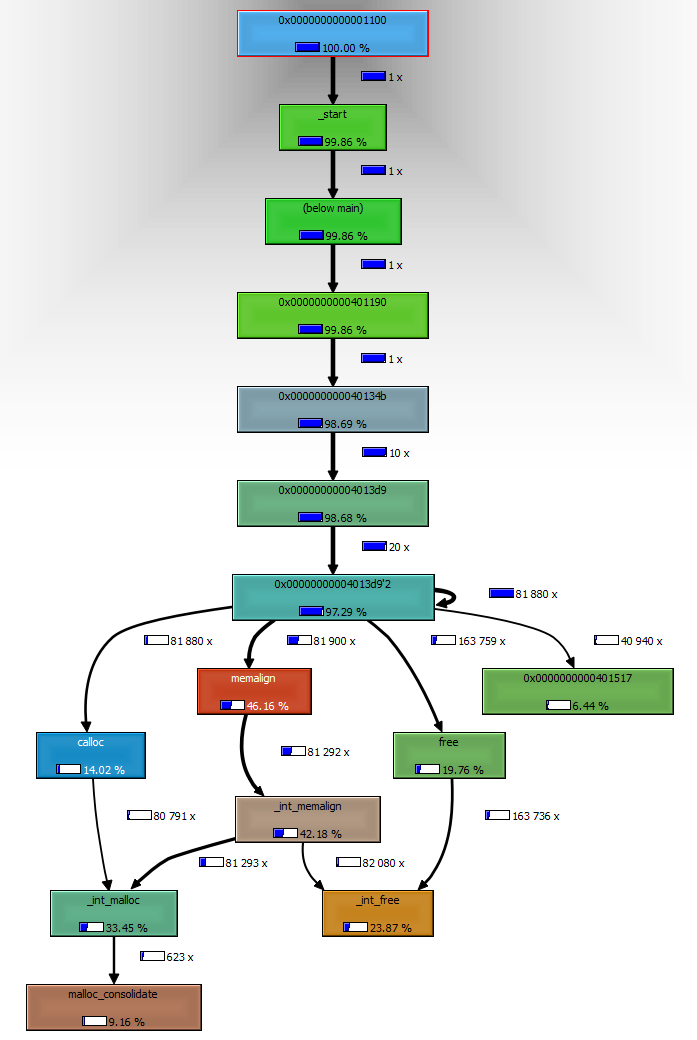 0x0000000000001100
100.00 %
1 x
_start
99.86 %
1 x
(below main)
99.86 %
1 x
0x0000000000401190
99.86 %
1 x
0x000000000040134b
98.69 %
10 x
0x00000000004013d9
98.68 %
20 x
0x00000000004013d9'2
97.29 %
81 880 x
81 880 x
81 900 x
163 759 x
40 940 x
memalign
46.16 %
0x0000000000401517
6.44 %
calloc
14.02 %
81 292 x
free
19.76 %
80 791 x
_int_memalign
42.18 %
163 736 x
81 293 x
82 080 x
_int_malloc
33.45 %
_int_free
23.87 %
623 x
malloc_consolidate
9.16 %